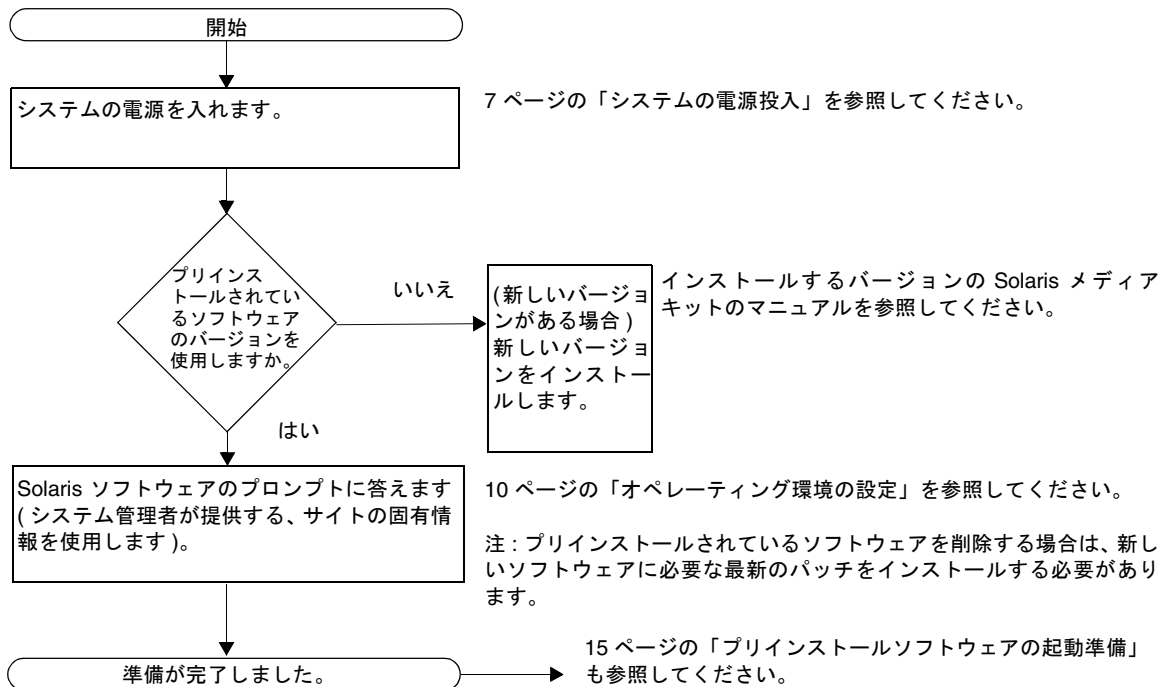 開始
システムの電源を入れます。
7 ページの「システムの電源投入」を参照してください。
プリインス
トールされてい
るソフトウェア
のバージョンを
使用しますか。
いいえ
(新しいバージョ
ンがある場合 )
新しいバージョ
ンをインストー
ルします。
インストールするバージョンの Solaris メディア
キットのマニュアルを参照してください。
はい
Solaris ソフトウェアのプロンプトに答えます
( システム管理者が提供する、サイトの固有情
報を使用します )。
10 ページの「オペレーティング環境の設定」を参照してください。
注 : プリインストールされているソフトウェアを削除する場合は、新し
いソフトウェアに必要な最新のパッチをインストールする必要があり
ます。
準備が完了しました。
15 ページの「プリインストールソフトウェアの起動準備」
も参照してください。